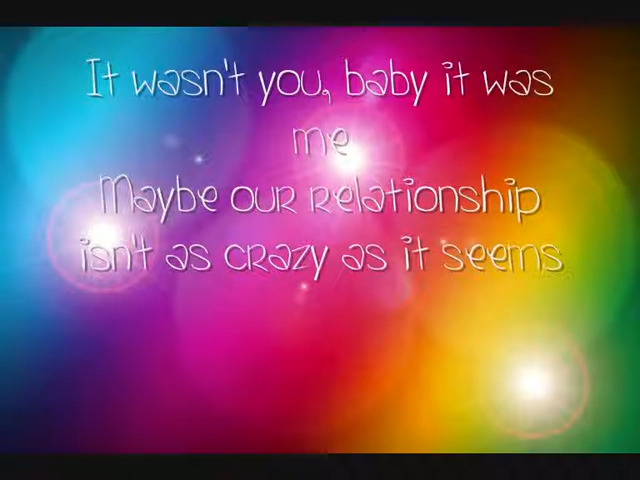 It wasn't you, baby it was
me
Maybe our relationship
isn't as crazy as it seems